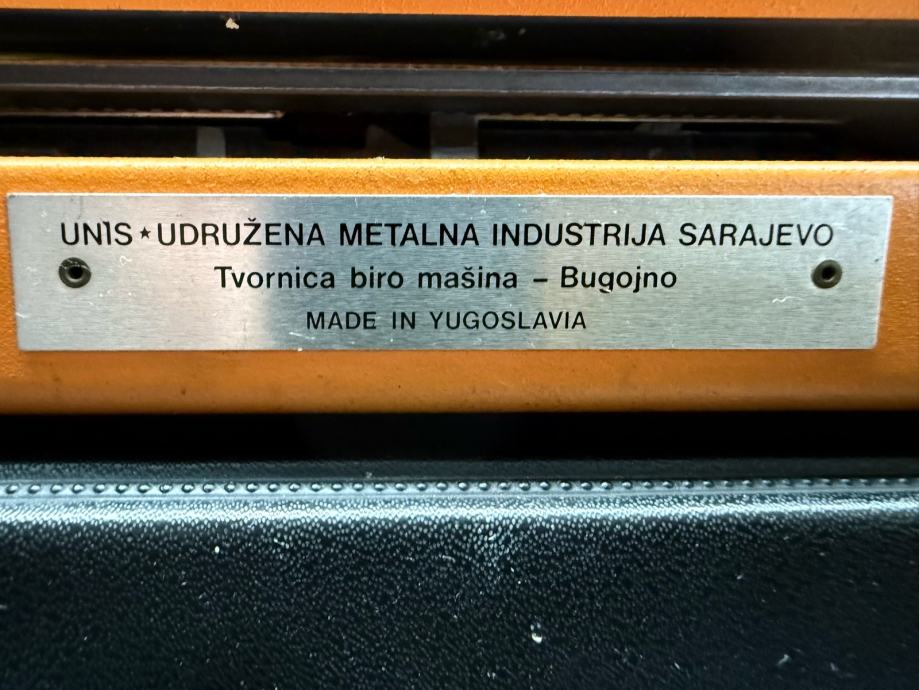 UNIS★UDRUŽENA METALNA INDUSTRIJA SARAJEVO
Tvornica biro mašina – Bugojno
MADE IN YUGOSLAVIA